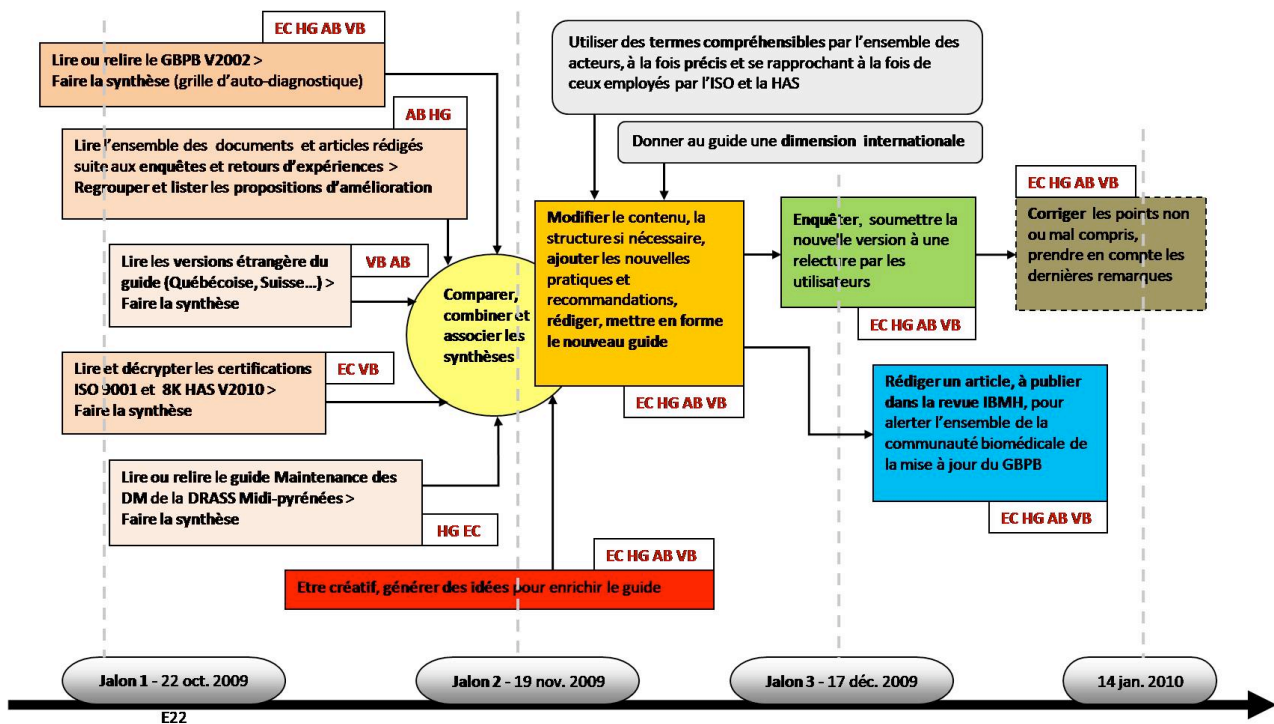 EC HG AB VB
Lire ou relire le GBPB V2002 >
Faire la synthèse (grille d'auto-diagnostique)
AB HG
Lire l'ensemble des documents et articles rédigés
suite aux enquêtes et retours d'expériences >
Regrouper et lister les propositions d'amélioration
VB AB
Lire les versions étrangère du
guide (Québécoise, Suisse...) >
Faire la synthèse
EC VB
Lire et décrypter les certifications
ISO 9001 et 8K HAS V2010 >
Faire la synthèse
Lire ou relire le guide Maintenance des
DM de la DRASS Midi-pyrénées >
Faire la synthèse
HG EC
EC HG AB VB
Etre créatif, générer des idées pour enrichir le guide
Comparer,
combiner et
associer les
synthèses
Utiliser des termes compréhensibles par l'ensemble des
acteurs, à la fois précis et se rapprochant à la fois de
ceux employés par l'ISO et la HAS
Donner au guide une dimension internationale
Modifier le contenu, la
structure si nécessaire,
ajouter les nouvelles
pratiques et
recommandations,
rédiger, mettre en forme
le nouveau guide
EC HG AB VB
Enquêter, soumettre la
nouvelle version à une
relecture par les
utilisateurs
EC HG AB VB
EC HG AB VB
Corriger les points non
ou mal compris,
prendre en compte les
dernières remarques
Rédiger un article, à publier
dans la revue IBMH, pour
alerter l'ensemble de la
communauté biomédicale de
la mise à jour du GBPB
EC HG AB VB
Jalon 1 - 22 oct. 2009
Jalon 2 - 19 nov. 2009
Jalon 3 - 17 déc. 2009
14 jan. 2010
E22